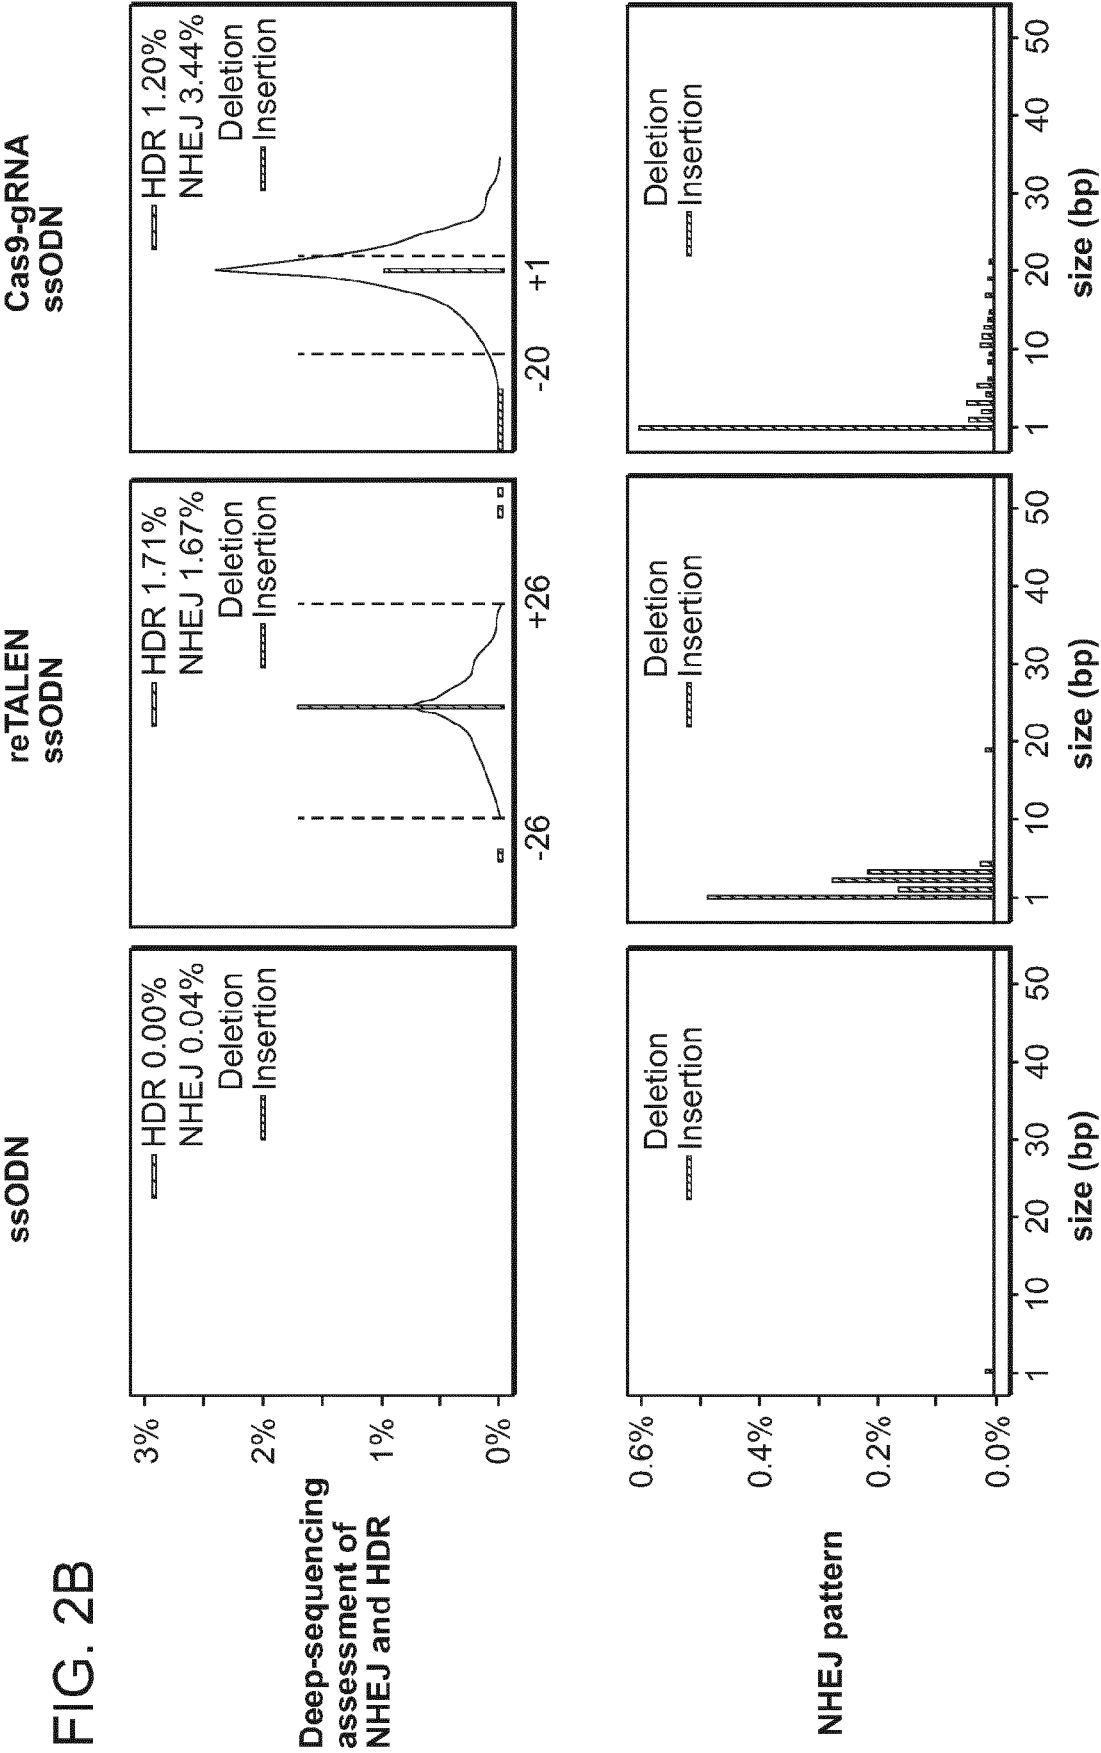 FIG. 2B
ssODN
reTALEN
ssODN
Cas9-gRNA
ssODN
Deep-sequencing
assessment of
NHEJ and HDR
3%
2%
1%
0%
HDR 0.00%
NHEJ 0.04%
Deletion
Insertion
HDR 1.71%
NHEJ 1.67%
Deletion
Insertion
-26
+26
HDR 1.20%
NHEJ 3.44%
Deletion
Insertion
-20
+1
NHEJ pattern
0.6%
0.4%
0.2%
0.0%
Deletion
Insertion
1 10 20 30 40 50
size (bp)
Deletion
Insertion
1 10 20 30 40 50
size (bp)
Deletion
Insertion
1 10 20 30 40 50
size (bp)